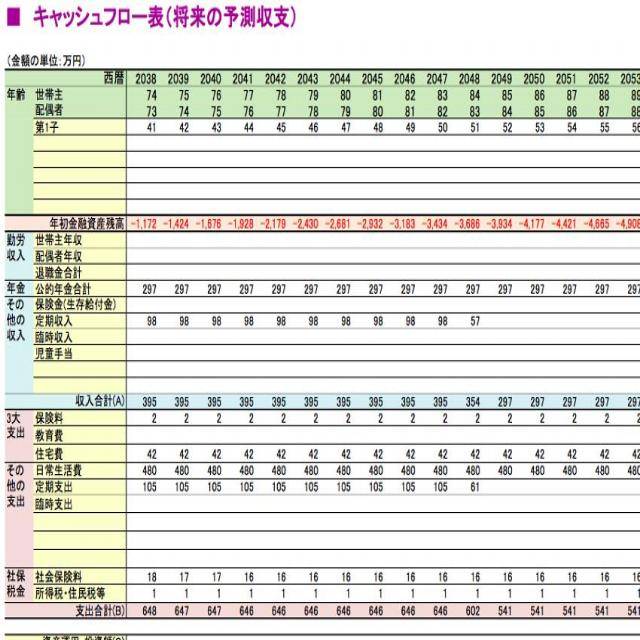 ■ キャッシュフロー表(将来の予測収支)
(金額の単位:万円)
西暦 2038 2039 2040 2041 2042 2043 2044 2045 2046 2047 2048 2049 2050 2051 2052 2053
年齢 世帯主 74 75 76 77 78 79 80 81 82 83 84 85 86 87 88 89
配偶者 73 74 75 76 77 78 79 80 81 82 83 84 85 86 87 88
第1子 41 42 43 44 45 46 47 48 49 50 51 52 53 54 55 56
年初金融資産残高 -1,172 -1,424 -1,676 -1,928 -2,179 -2,430 -2,681 -2,932 -3,183 -3,434 -3,686 -3,934 -4,177 -4,421 -4,665 -4,908
勤労収入 世帯主年収
配偶者年収
退職金合計
年金 公的年金合計 297 297 297 297 297 297 297 297 297 297 297 297 297 297 297 297
その他の収入 保険金(生存給付金)
定期収入 98 98 98 98 98 98 98 98 98 98 57
臨時収入
児童手当
収入合計(A) 395 395 395 395 395 395 395 395 395 395 354 297 297 297 297 297
3大支出 保険料 2 2 2 2 2 2 2 2 2 2 2 2 2 2 2 2
教育費
住宅費 42 42 42 42 42 42 42 42 42 42 42 42 42 42 42 42
その他の支出 日常生活費 480 480 480 480 480 480 480 480 480 480 480 480 480 480 480 480
定期支出 105 105 105 105 105 105 105 105 105 105 61
臨時支出
社保税金 社会保険料 18 17 17 16 16 16 16 16 16 16 16 16 16 16 16 16
所得税・住民税等 1 1 1 1 1 1 1 1 1 1 1 1 1 1 1 1
支出合計(B) 648 647 647 646 646 646 646 646 646 646 602 541 541 541 541 541